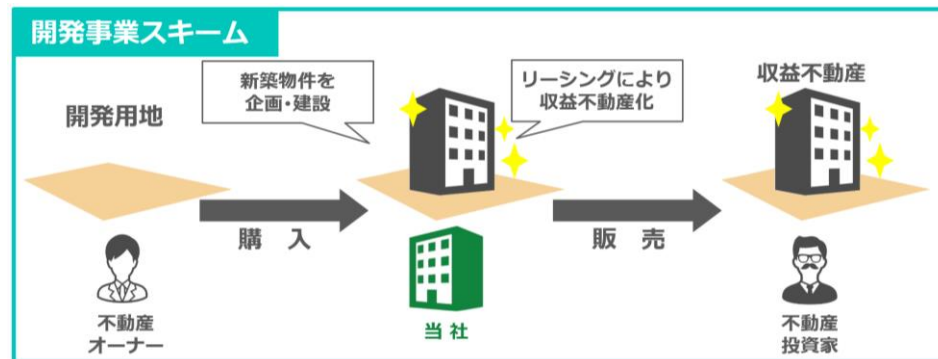 開発事業スキーム
開発用地
新築物件を
企画・建設
リーシングにより
収益不動産化
収益不動産
購入
販売
不動産
オーナー
当社
不動産
投資家